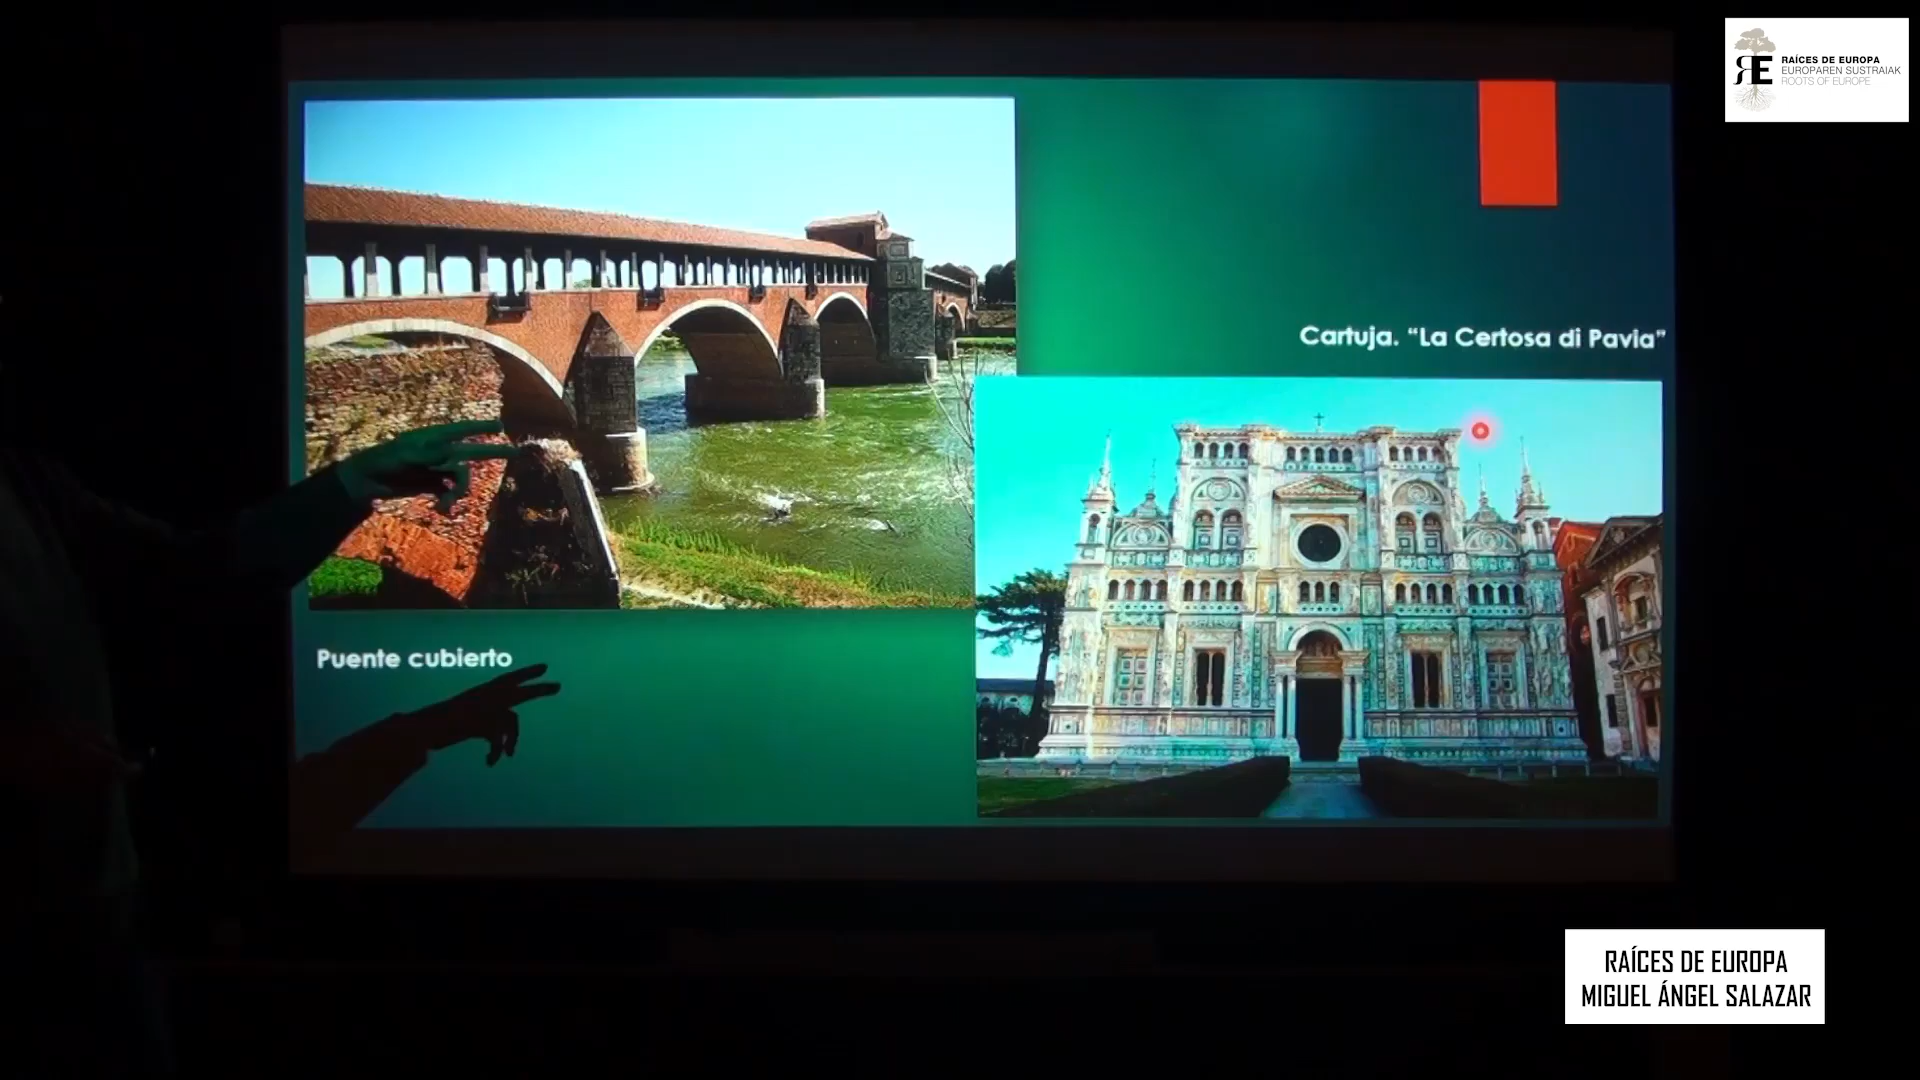 RAÍCES DE EUROPA
EUROPAREN SUSTRAIAK
ROOTS OF EUROPE
Cartuja. “La Certosa di Pavia”
Puente cubierto
RAÍCES DE EUROPA
MIGUEL ÁNGEL SALAZAR